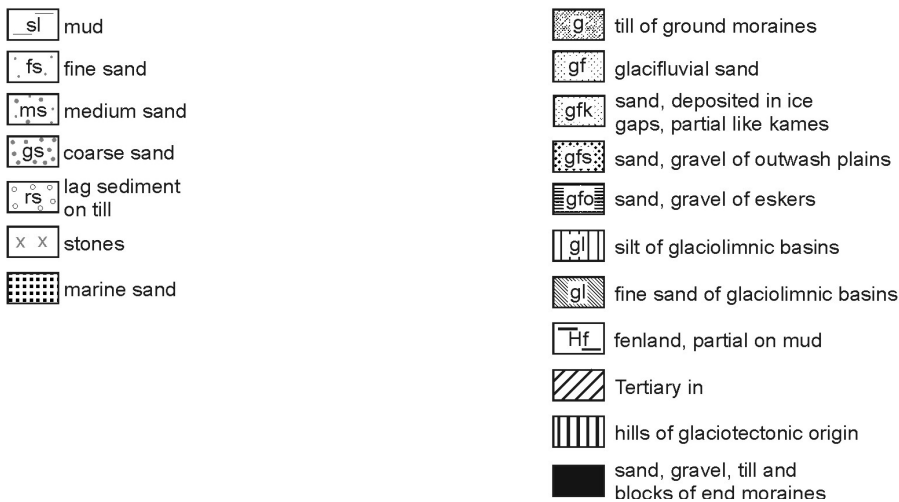 sl mud
fs fine sand
ms medium sand
gs coarse sand
rs lag sediment
on till
x x stones
marine sand
g till of ground moraines
gf glacifluvial sand
gfk sand, deposited in ice
gaps, partial like kames
gfs sand, gravel of outwash plains
gfo sand, gravel of eskers
gl silt of glaciolimnic basins
gl fine sand of glaciolimnic basins
Hf fenland, partial on mud
Tertiary in
hills of glaciotectonic origin
sand, gravel, till and
blocks of end moraines